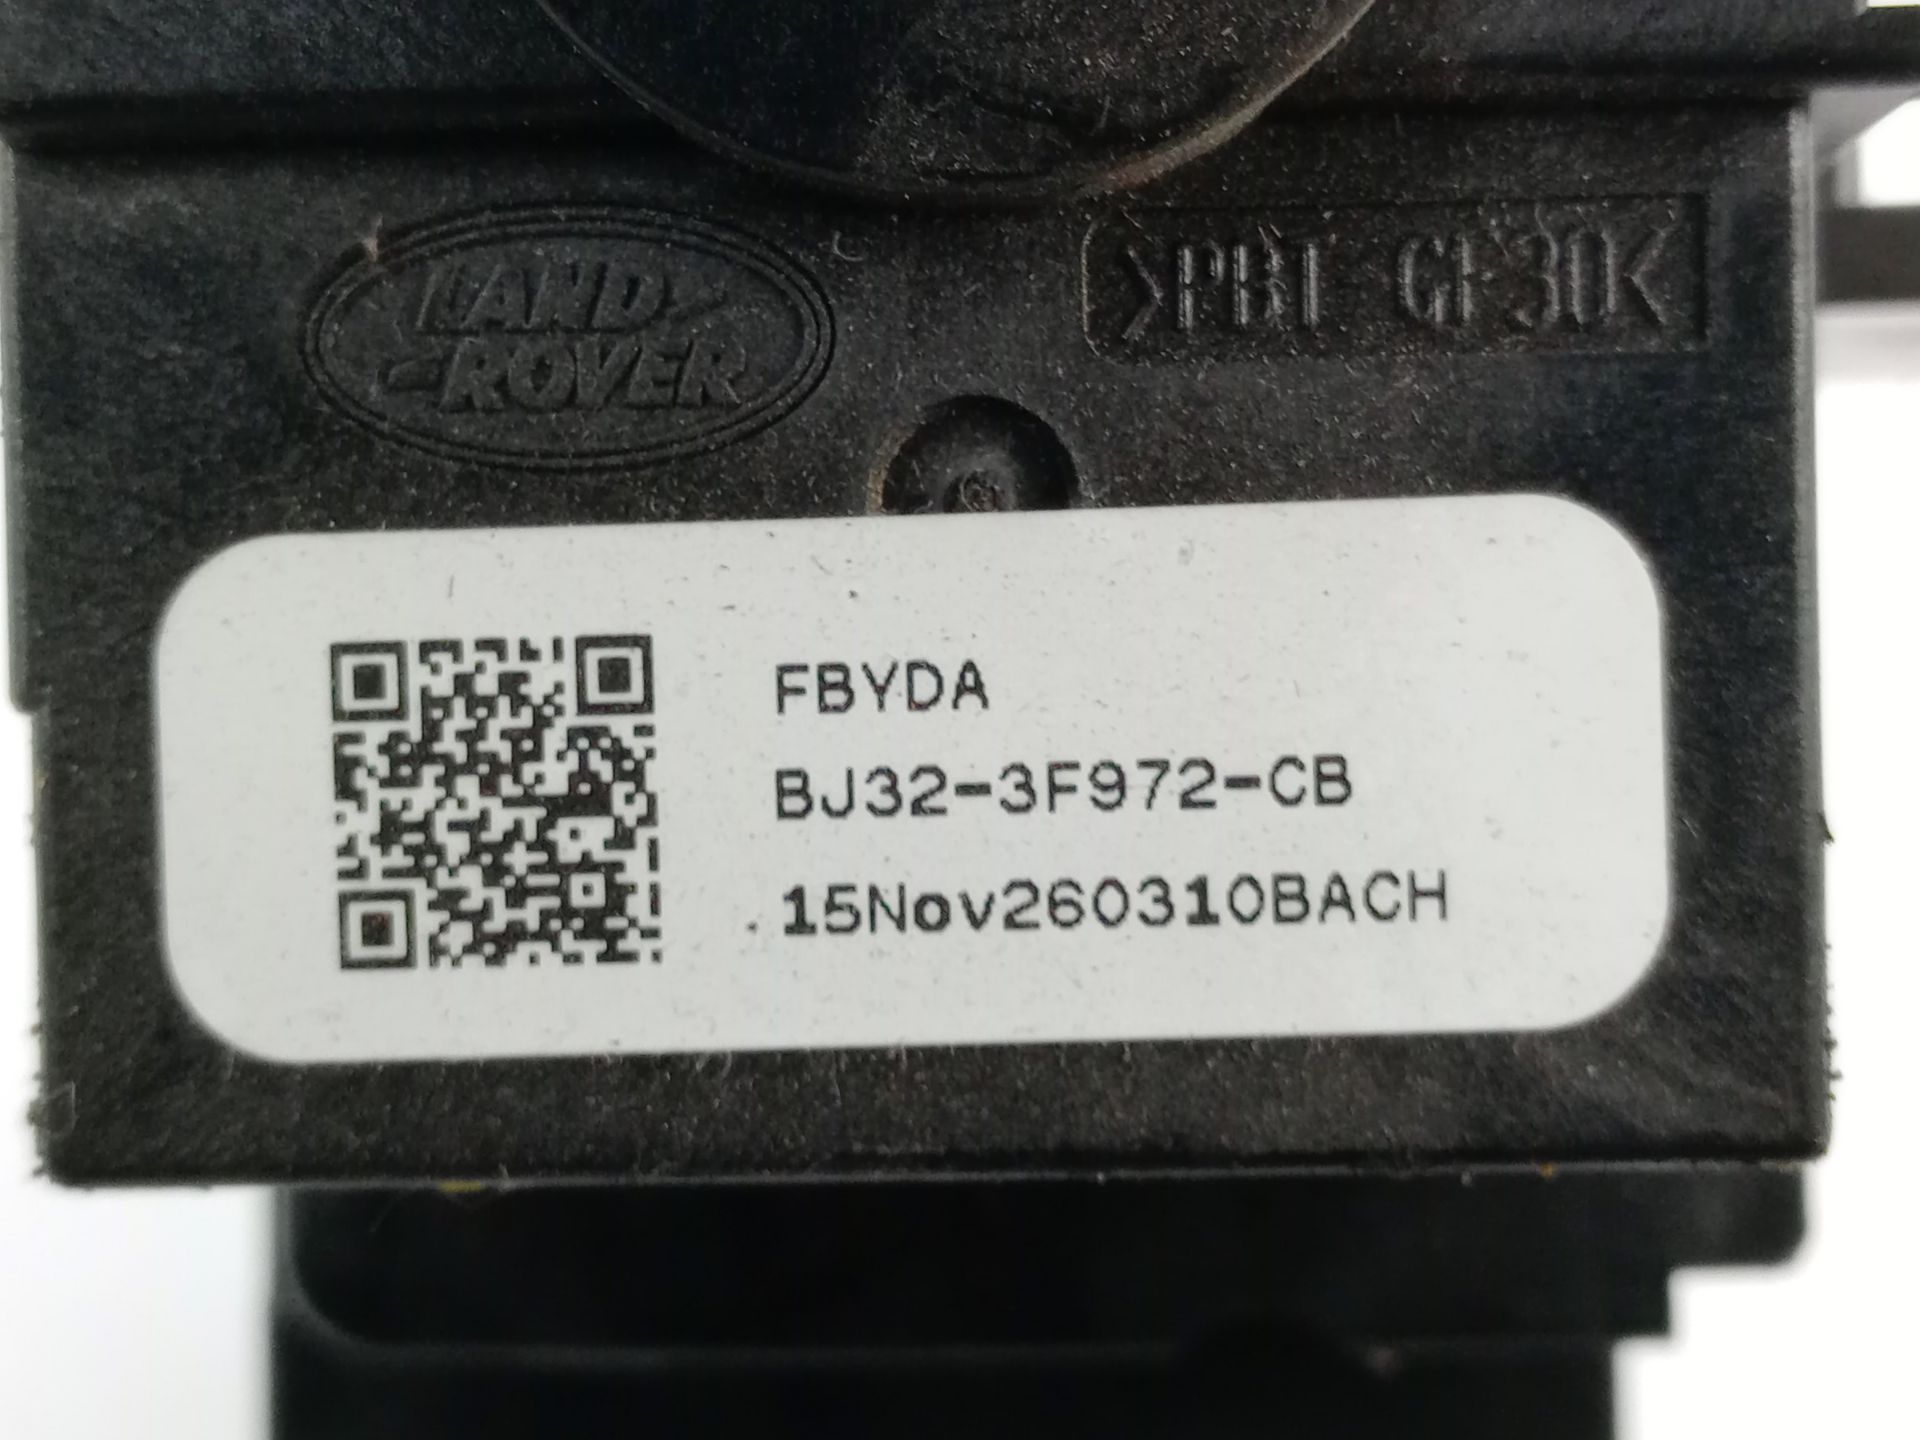 LAND
-ROVER
>PBT GF30<
FBYDA
BJ32-3F972-CB
15Nov260310BACH